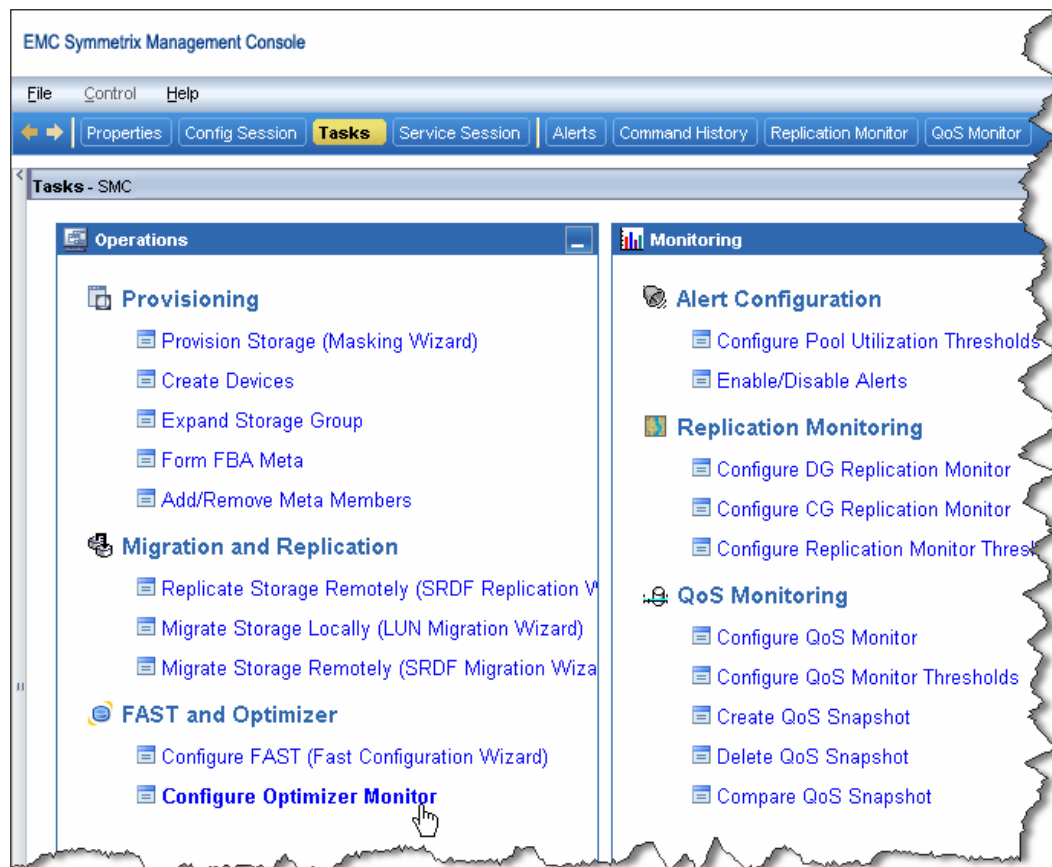 EMC Symmetrix Management Console
File Control Help
Properties Config Session Tasks Service Session Alerts Command History Replication Monitor QoS Monitor
Tasks - SMC
Operations
Provisioning
Provision Storage (Masking Wizard)
Create Devices
Expand Storage Group
Form FBA Meta
Add/Remove Meta Members
Migration and Replication
Replicate Storage Remotely (SRDF Replication
Migrate Storage Locally (LUN Migration Wizard)
Migrate Storage Remotely (SRDF Migration
FAST and Optimizer
Configure FAST (Fast Configuration Wizard)
Configure Optimizer Monitor
Monitoring
Alert Configuration
Configure Pool Utilization Thresholds
Enable/Disable Alerts
Replication Monitoring
Configure DG Replication Monitor
Configure CG Replication Monitor
Configure Replication Monitor
QoS Monitoring
Configure QoS Monitor
Configure QoS Monitor Thresholds
Create QoS Snapshot
Delete QoS Snapshot
Compare QoS Snapshot